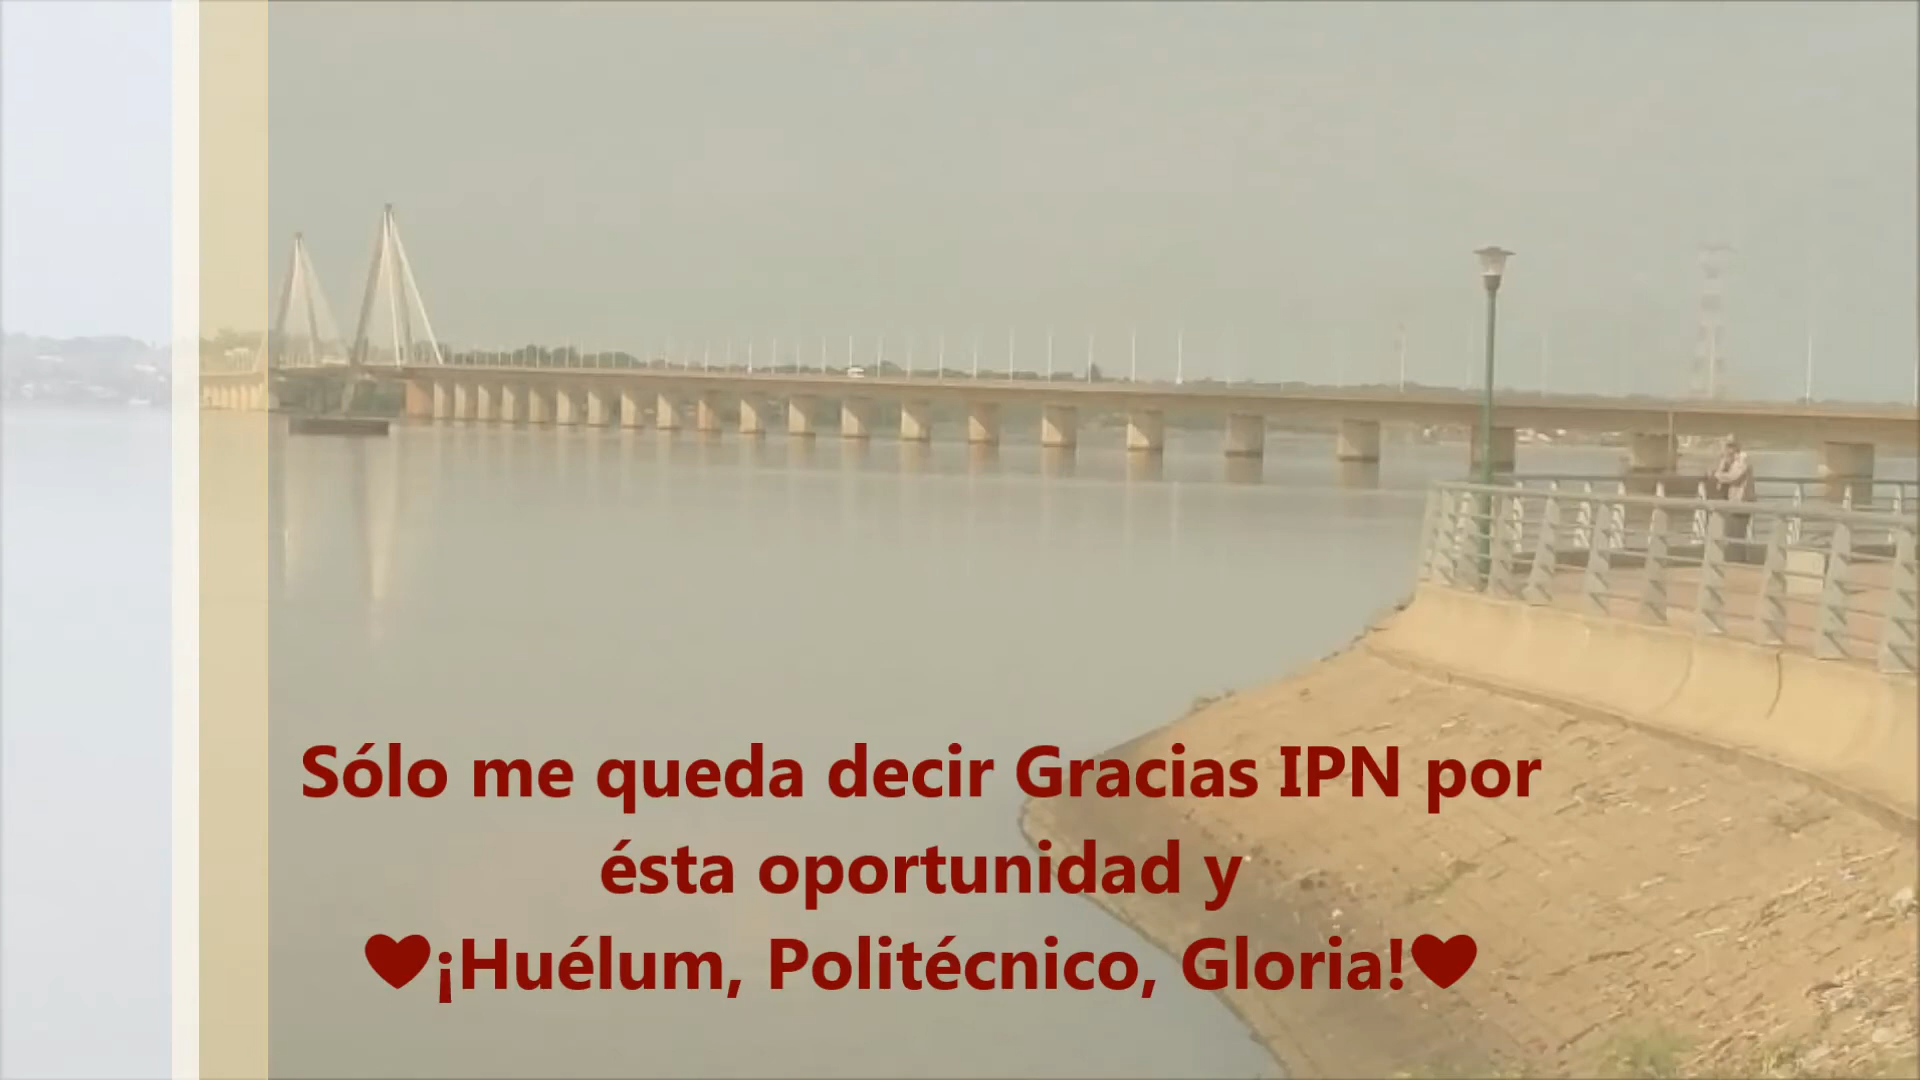 Sólo me queda decir Gracias IPN por
ésta oportunidad y
♥¡Huélum, Politécnico, Gloria!♥